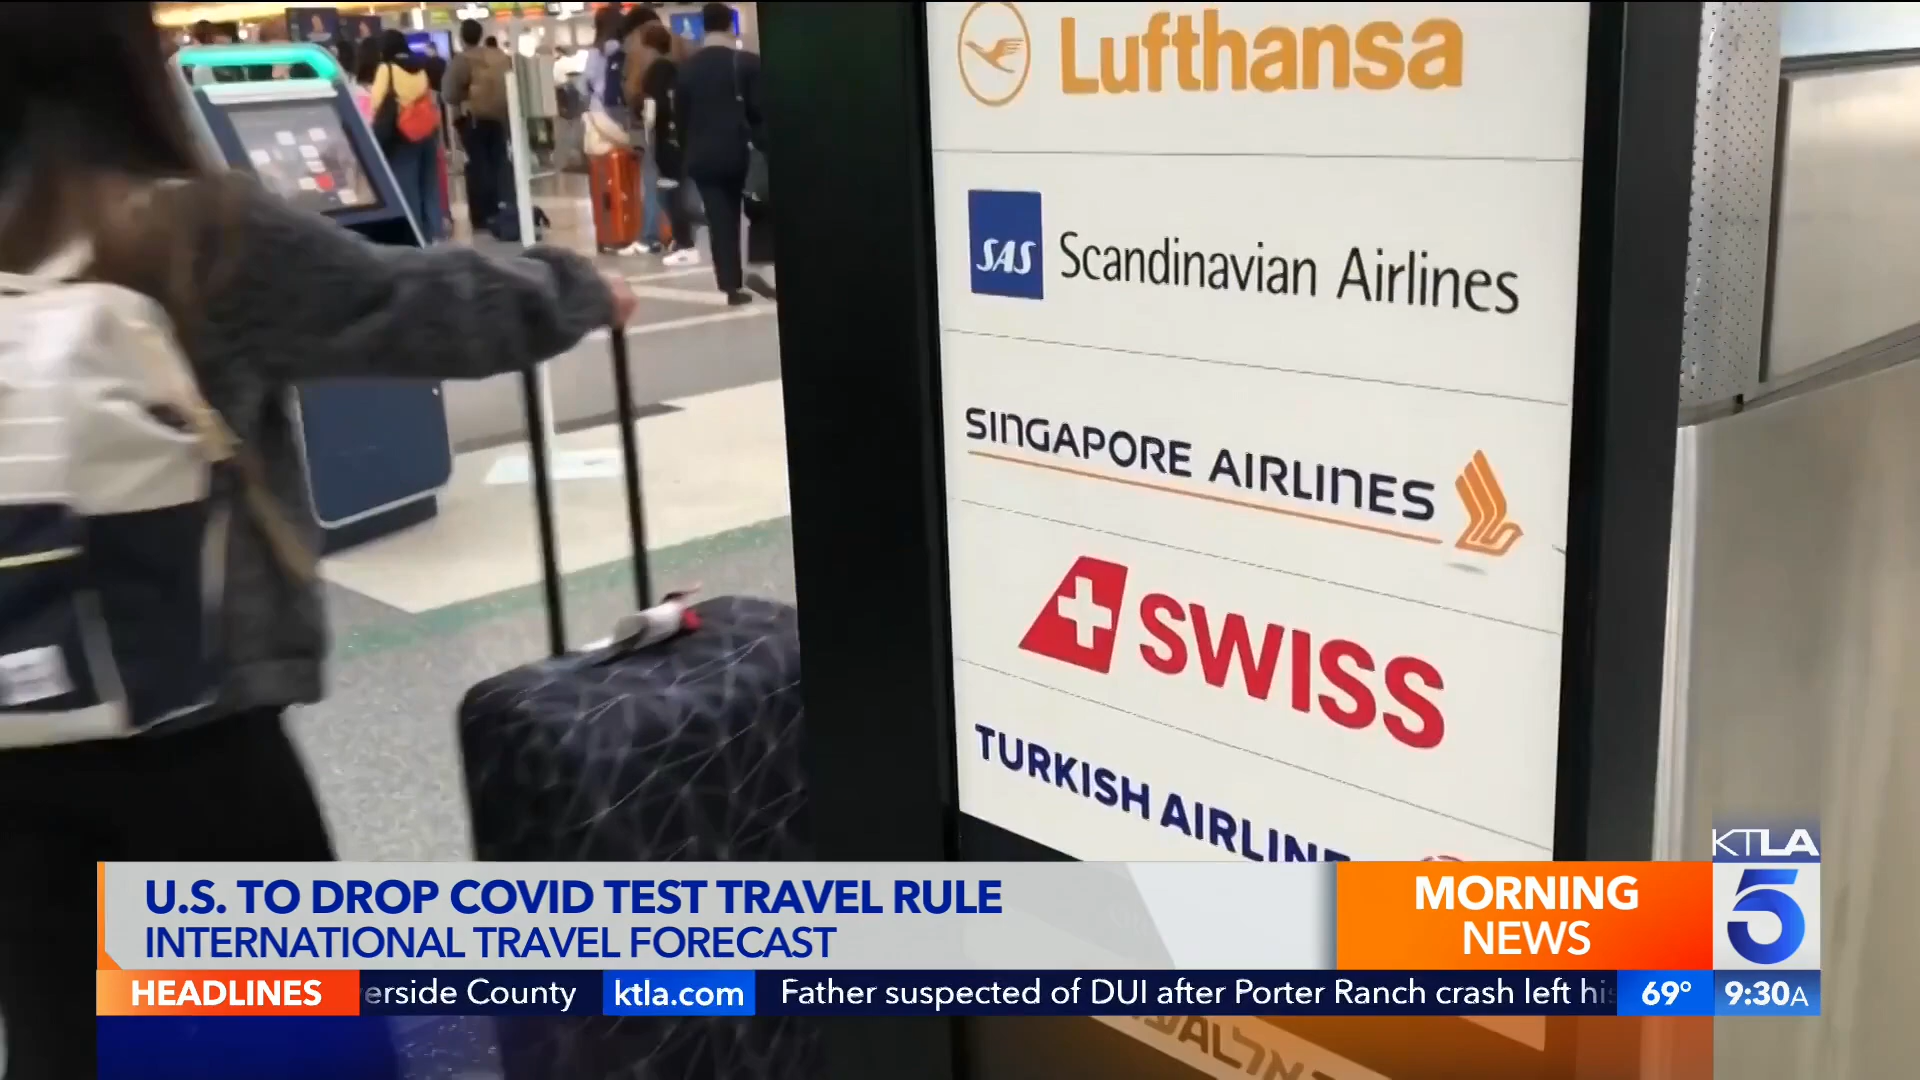 Lufthansa
SAS Scandinavian Airlines
SINGAPORE AIRLINES
SWISS
TURKISH AIRLINE
KTLA
5
U.S. TO DROP COVID TEST TRAVEL RULE
INTERNATIONAL TRAVEL FORECAST
MORNING
NEWS
HEADLINES erside County ktla.com Father suspected of DUI after Porter Ranch crash left his 69° 9:30A